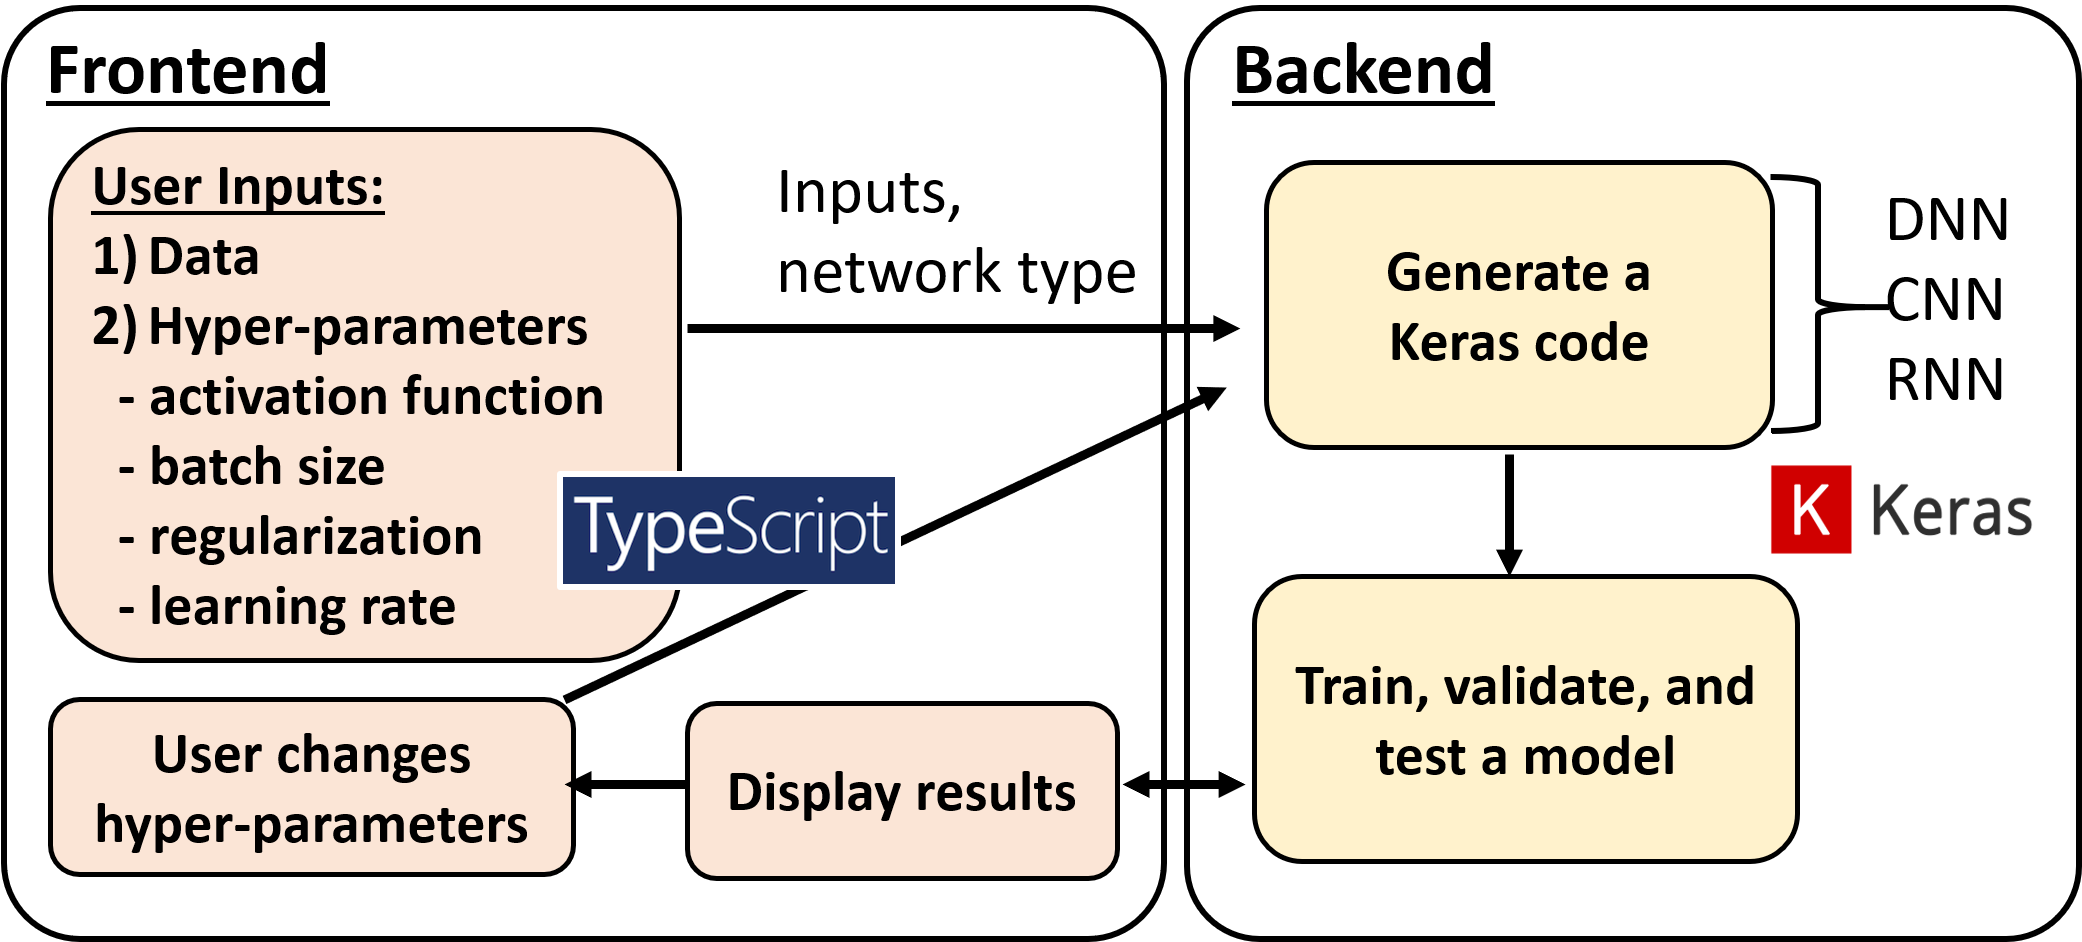 Frontend
User Inputs:
1) Data
2) Hyper-parameters
- activation function
- batch size
- regularization
- learning rate
TypeScript
Inputs,
network type
User changes
hyper-parameters
Display results
Backend
Generate a
Keras code
DNN
CNN
RNN
K Keras
Train, validate, and
test a model